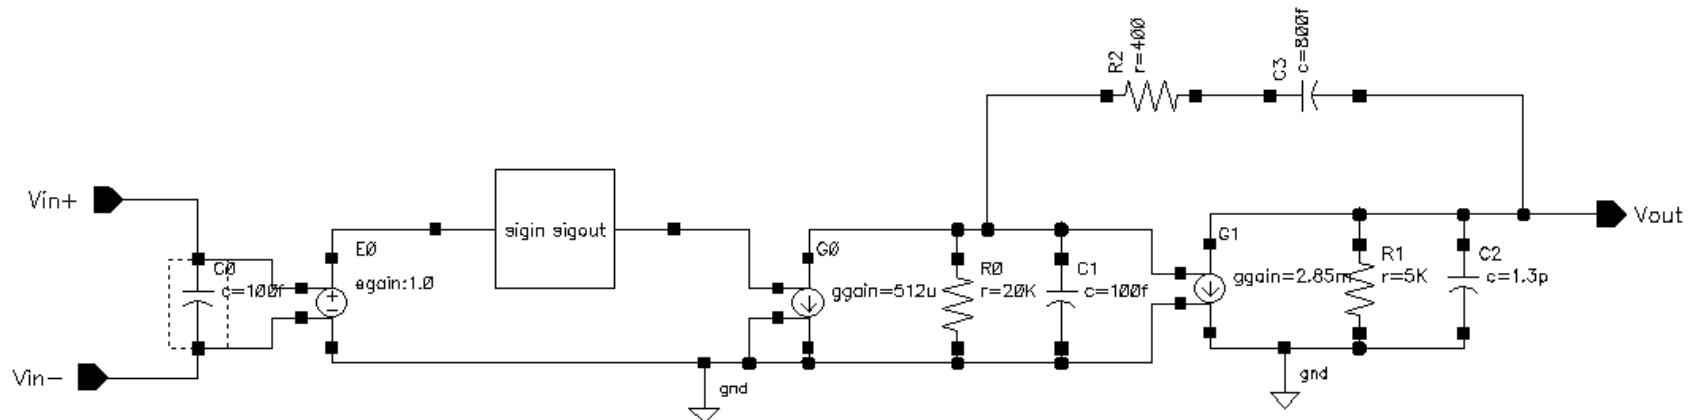 R2
r=400
C3
c=800f
Vin+
Vin-
C0
c=100f
E0
egain:1.0
sigin sigout
G0
ggain=512u
R0
r=20K
C1
c=100f
gnd
G1
ggain=2.85m
R1
r=5K
C2
c=1.3p
gnd
Vout